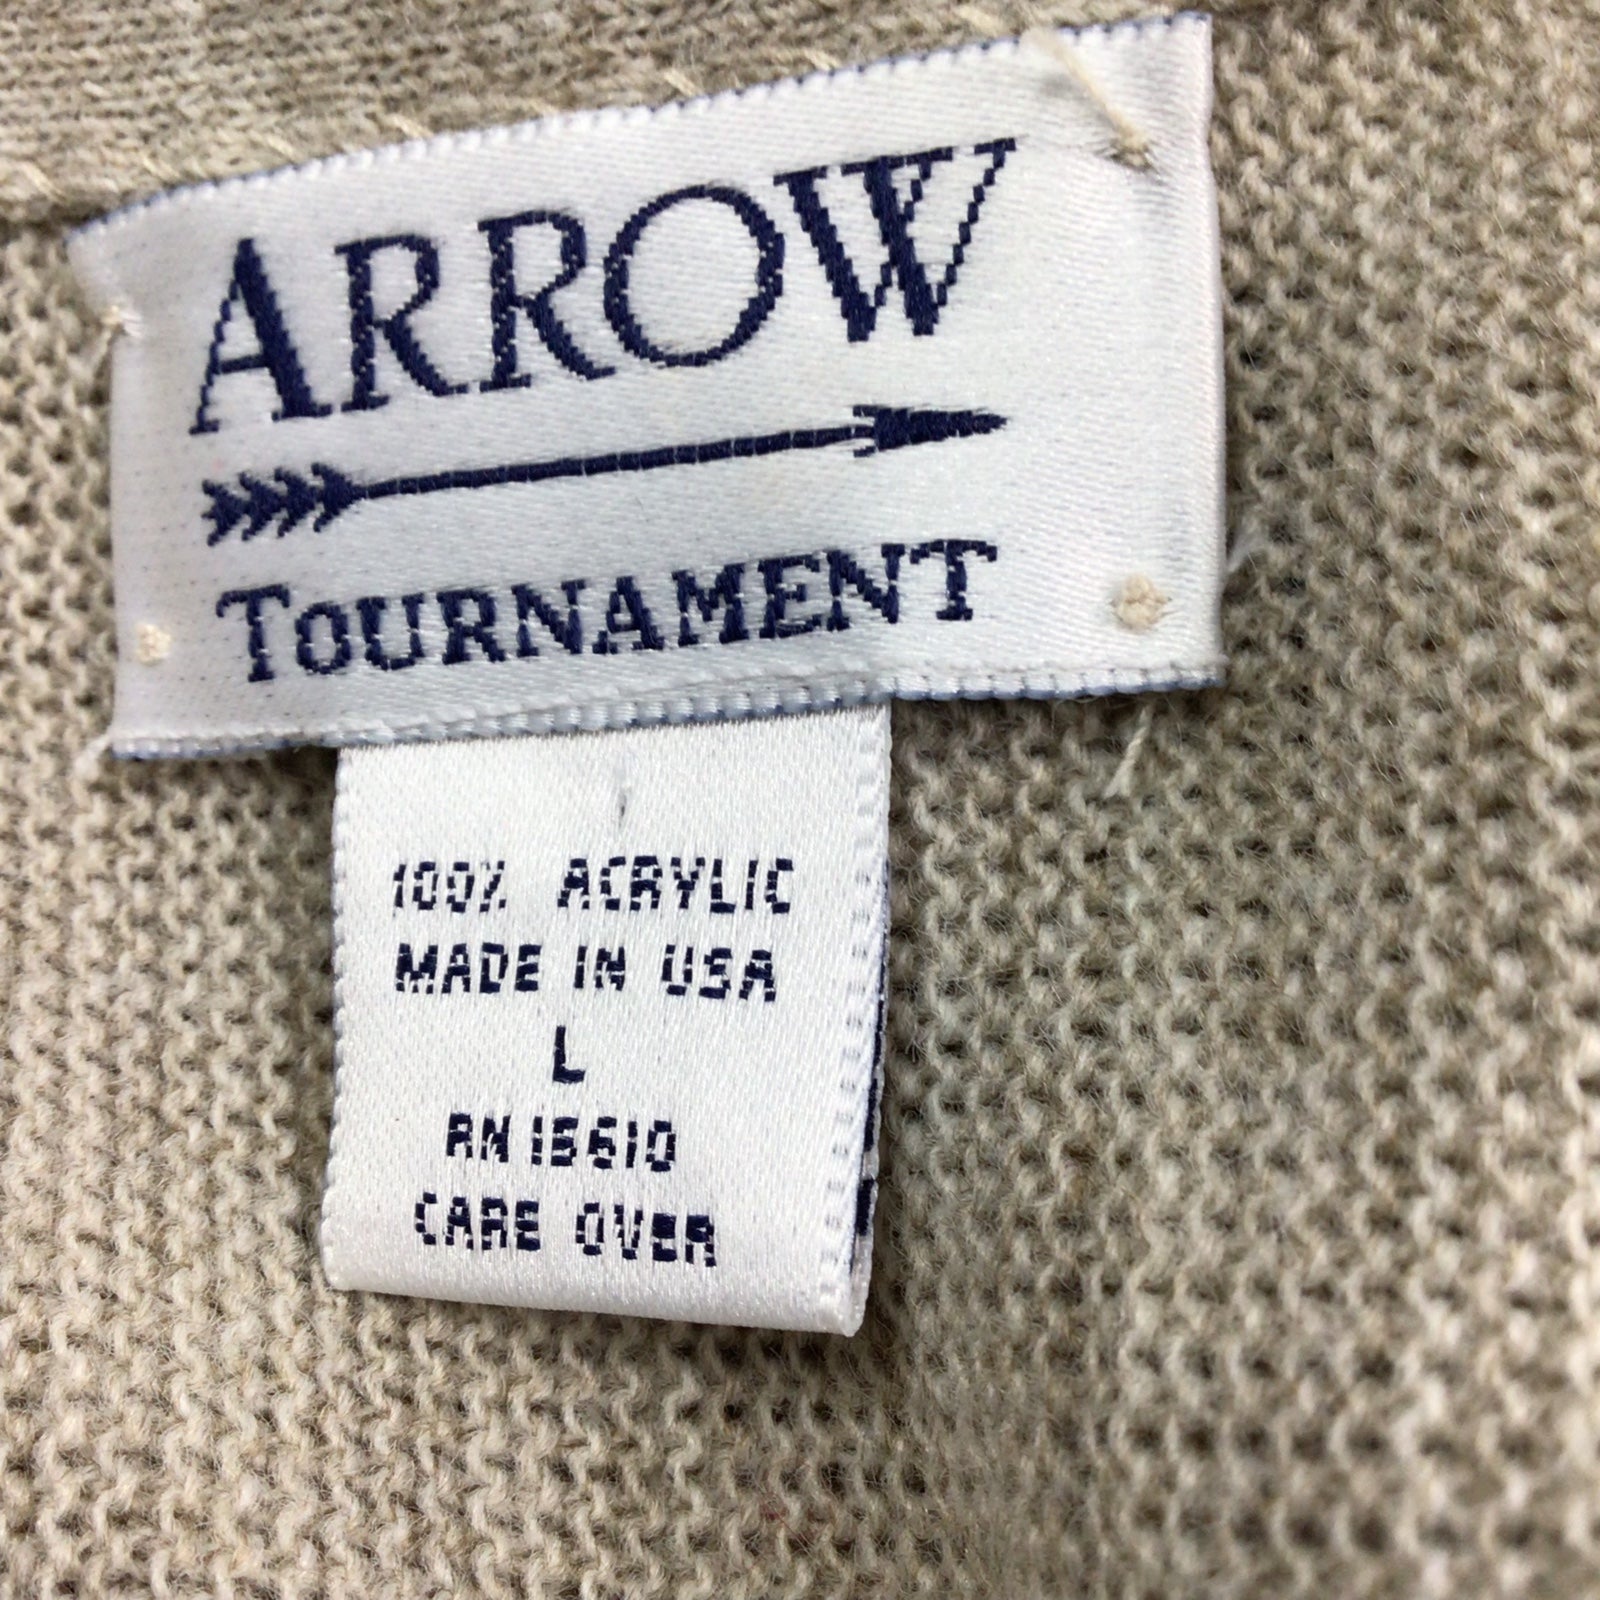 ARROW
TOURNAMENT
100% ACRYLIC
MADE IN USA
L
RN 15610
CARE OVER